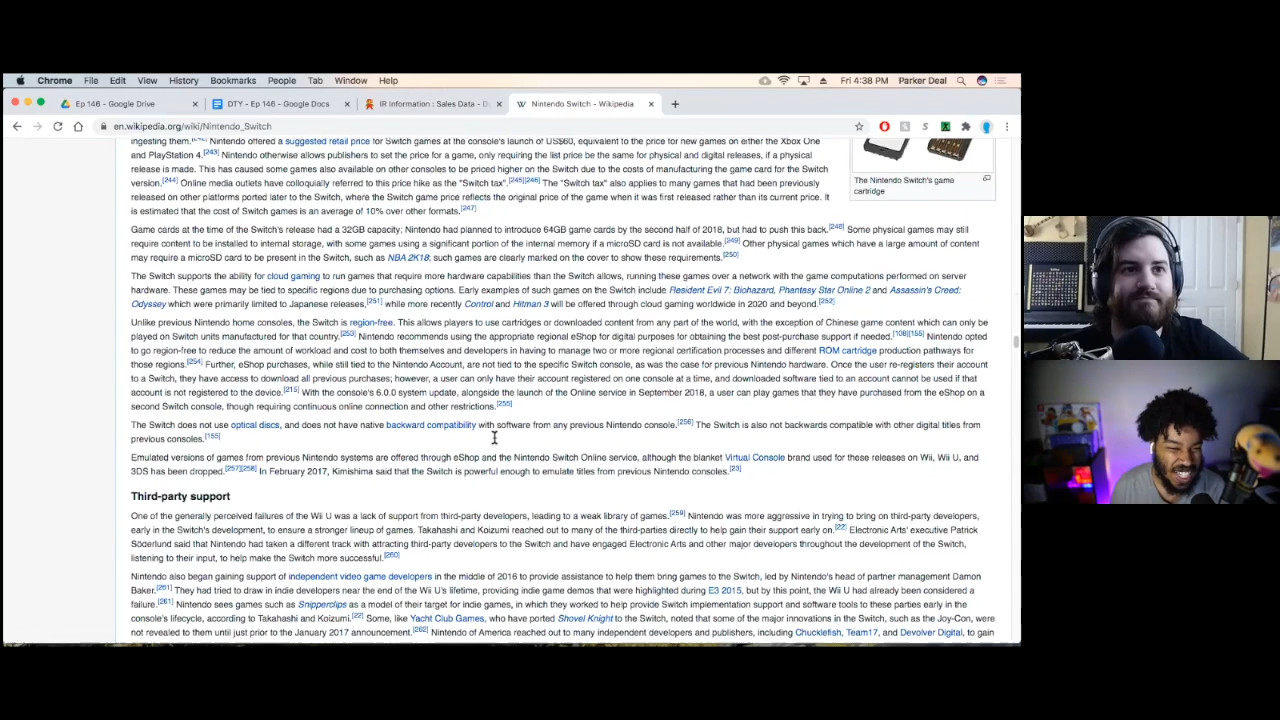 Chrome File Edit View History Bookmarks People Tab Window Help Fri 4:38 PM Parker Deal
Ep 146 - Google Drive × DTY - Ep 146 - Google Docs × IR Information : Sales Data - × Nintendo Switch - Wikipedia × +
en.wikipedia.org/wiki/Nintendo_Switch
ingesting them. Nintendo offered a suggested retail price for Switch games at the console's launch of US$60, equivalent to the price for new games on either the Xbox One
and PlayStation 4.[243] Nintendo otherwise allows publishers to set the price for a game, only requiring the list price be the same for physical and digital releases, if a physical
release is made. This has caused some games also available on other consoles to be priced higher on the Switch due to the costs of manufacturing the game card for the Switch
version.[244] Online media outlets have colloquially referred to this price hike as the "Switch tax".[245][246] The "Switch tax" also applies to many games that had been previously
released on other platforms ported later to the Switch, where the Switch game price reflects the original price of the game when it was first released rather than its current price. It
is estimated that the cost of Switch games is an average of 10% over other formats.[247]
The Nintendo Switch's game
cartridge
Game cards at the time of the Switch's release had a 32GB capacity; Nintendo had planned to introduce 64GB game cards by the second half of 2018, but had to push this back.[248] Some physical games may still
require content to be installed to internal storage, with some games using a significant portion of the internal memory if a microSD card is not available.[249] Other physical games which have a large amount of content
may require a microSD card to be present in the Switch, such as NBA 2K18; such games are clearly marked on the cover to show these requirements.[250]
The Switch supports the ability for cloud gaming to run games that require more hardware capabilities than the Switch allows, running these games over a network with the game computations performed on server
hardware. These games may be tied to specific regions due to purchasing options. Early examples of such games on the Switch include Resident Evil 7: Biohazard, Phantasy Star Online 2 and Assassin's Creed:
Odyssey which were primarily limited to Japanese releases.[251] while more recently Control and Hitman 3 will be offered through cloud gaming worldwide in 2020 and beyond.[252]
Unlike previous Nintendo home consoles, the Switch is region-free. This allows players to use cartridges or downloaded content from any part of the world, with the exception of Chinese game content which can only be
played on Switch units manufactured for that country.[253] Nintendo recommends using the appropriate regional eShop for digital purposes for obtaining the best post-purchase support if needed.[108][155] Nintendo opted
to go region-free to reduce the amount of workload and cost to both themselves and developers in having to manage two or more regional certification processes and different ROM cartridge production pathways for
those regions.[254] Further, eShop purchases, while still tied to the Nintendo Account, are not tied to the specific Switch console, as was the case for previous Nintendo hardware. Once the user re-registers their account
to a Switch, they have access to download all previous purchases; however, a user can only have their account registered on one console at a time, and downloaded software tied to an account cannot be used if that
account is not registered to the device.[215] With the console's 6.0.0 system update, alongside the launch of the Online service in September 2018, a user can play games that they have purchased from the eShop on a
second Switch console, though requiring continuous online connection and other restrictions.[255]
The Switch does not use optical discs, and does not have native backward compatibility with software from any previous Nintendo console.[256] The Switch is also not backwards compatible with other digital titles from
previous consoles.[155]
Emulated versions of games from previous Nintendo systems are offered through eShop and the Nintendo Switch Online service, although the blanket Virtual Console brand used for these releases on Wii, Wii U, and
3DS has been dropped.[257][258] In February 2017, Kimishima said that the Switch is powerful enough to emulate titles from previous Nintendo consoles.[23]
Third-party support
One of the generally perceived failures of the Wii U was a lack of support from third-party developers, leading to a weak library of games.[259] Nintendo was more aggressive in trying to bring on third-party developers,
early in the Switch's development, to ensure a stronger lineup of games. Takahashi and Koizumi reached out to many of the third-parties directly to help gain their support early on.[22] Electronic Arts' executive Patrick
Söderlund said that Nintendo had taken a different track with attracting third-party developers to the Switch and have engaged Electronic Arts and other major developers throughout the development of the Switch,
listening to their input, to help make the Switch more successful.[260]
Nintendo also began gaining support of independent video game developers in the middle of 2016 to provide assistance to help them bring games to the Switch, led by Nintendo's head of partner management Damon
Baker.[261] They had tried to draw in indie developers near the end of the Wii U's lifetime, providing indie game demos that were highlighted during E3 2015, but by this point, the Wii U had already been considered a
failure.[261] Nintendo sees games such as Snipperclips as a model of their target for indie games, in which they worked to help provide Switch implementation support and software tools to these parties early in the
console's lifecycle, according to Takahashi and Koizumi.[22] Some, like Yacht Club Games, who have ported Shovel Knight to the Switch, noted that some of the major innovations in the Switch, such as the Joy-Con, were
not revealed to them until just prior to the January 2017 announcement.[262] Nintendo of America reached out to many independent developers and publishers, including Chucklefish, Team17, and Devolver Digital, to gain